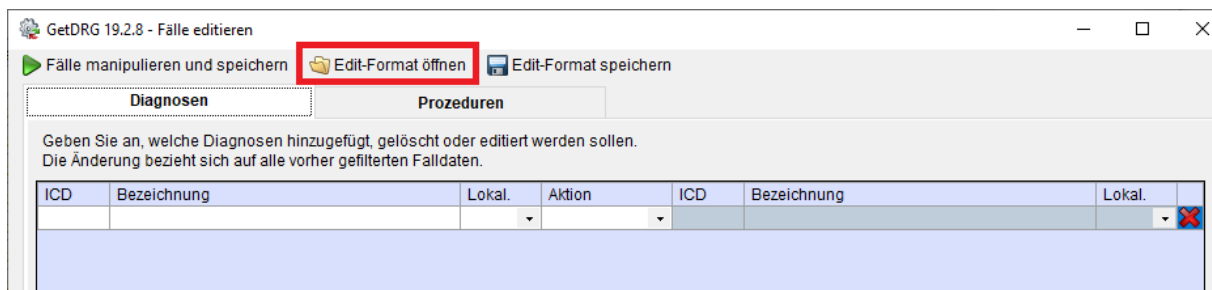 GetDRG 19.2.8 - Fälle editieren
Fälle manipulieren und speichern Edit-Format öffnen Edit-Format speichern
Diagnosen Prozeduren
Geben Sie an, welche Diagnosen hinzugefügt, gelöscht oder editiert werden sollen.
Die Änderung bezieht sich auf alle vorher gefilterten Falldaten.
ICD Bezeichnung Lokal. Aktion ICD Bezeichnung Lokal.